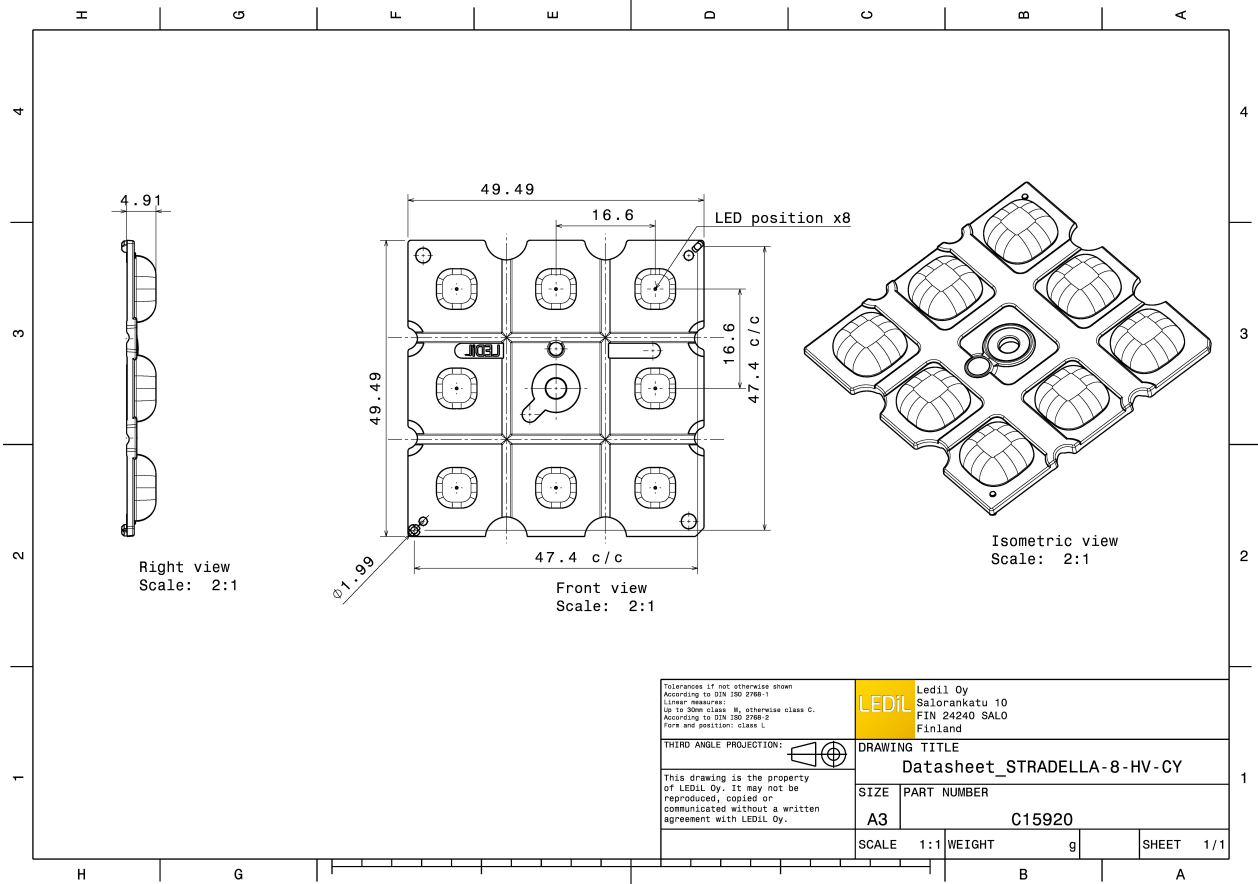 H G F E D C B A
4
4
49.49
4.91
16.6
LED position x8
3
3
16.6
47.4 c/c
LEDiL
49.49
2
2
47.4 c/c
Ø1.99
Right view
Scale: 2:1
Front view
Scale: 2:1
Isometric view
Scale: 2:1
1
1
Tolerances if not otherwise shown
According to DIN ISO 2768-1
Linear measures:
Up to 30mm class M, otherwise class C.
According to DIN ISO 2768-2
Form and position: class L
LEDiL
Ledil Oy
Salorankatu 10
FIN 24240 SALO
Finland
THIRD ANGLE PROJECTION:
DRAWING TITLE
Datasheet_STRADELLA-8-HV-CY
This drawing is the property
of LEDiL Oy. It may not be
reproduced, copied or
communicated without a written
agreement with LEDiL Oy.
SIZE
A3
PART NUMBER
C15920
SCALE 1:1
WEIGHT g
SHEET 1/1
H G B A